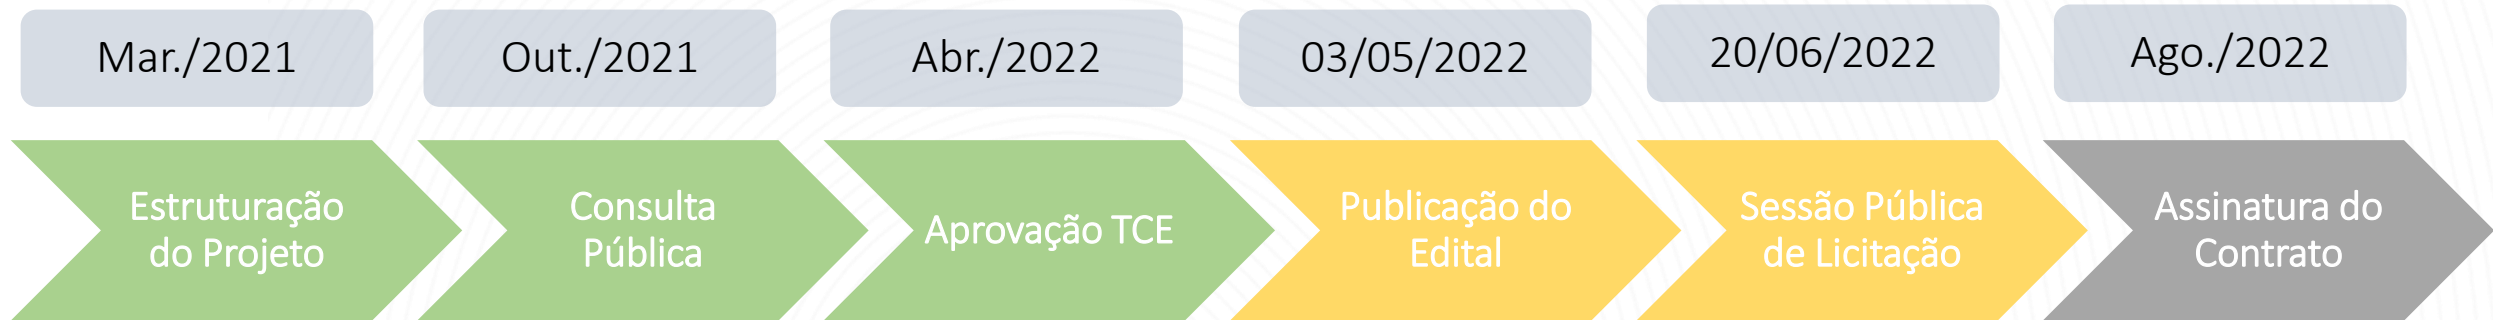 Mar./2021
Out./2021
Abr./2022
03/05/2022
20/06/2022
Ago./2022
Estruturação
do Projeto
Consulta
Pública
Aprovação TCE
Publicação do
Edital
Sessão Pública
de Licitação
Assinatura do
Contrato